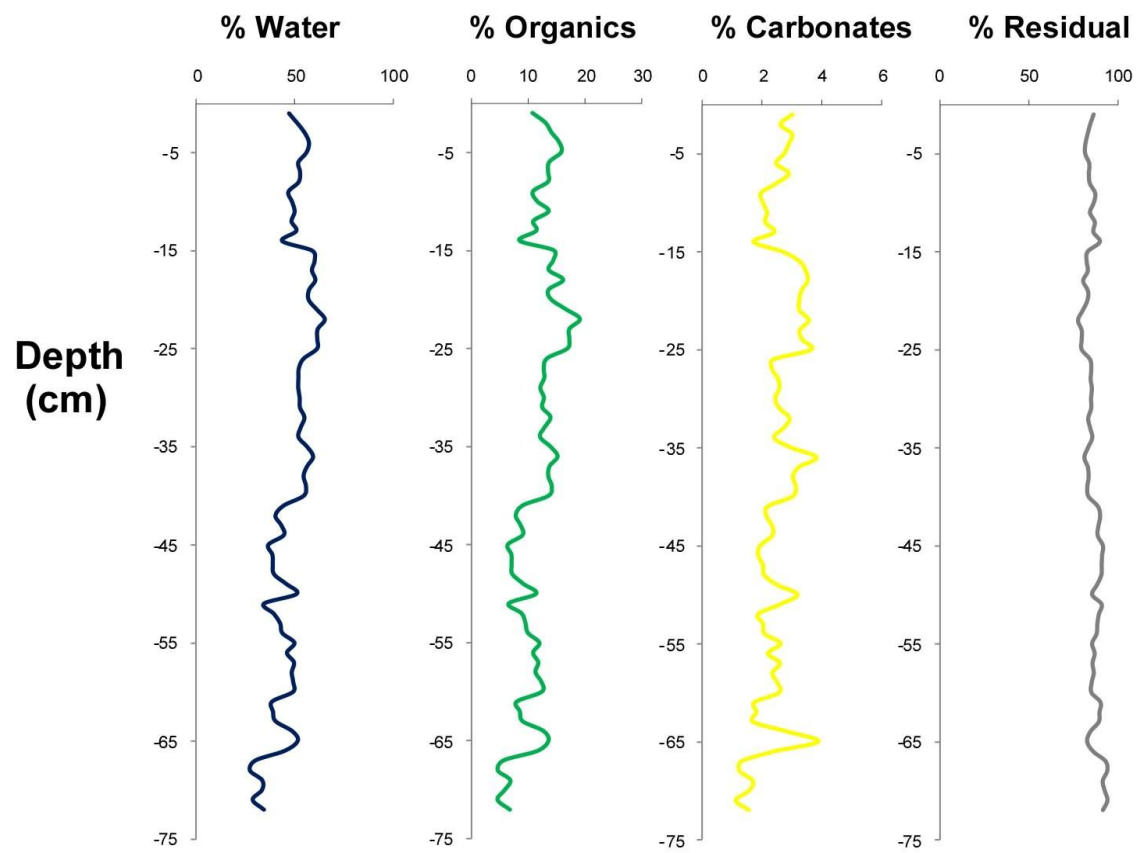 % Water % Organics % Carbonates % Residual
0 50 100 0 10 20 30 0 2 4 6 0 50 100
-5 -5 -5 -5
-15 -15 -15 -15
-25 -25 -25 -25
Depth
(cm)
-35 -35 -35 -35
-45 -45 -45 -45
-55 -55 -55 -55
-65 -65 -65 -65
-75 -75 -75 -75